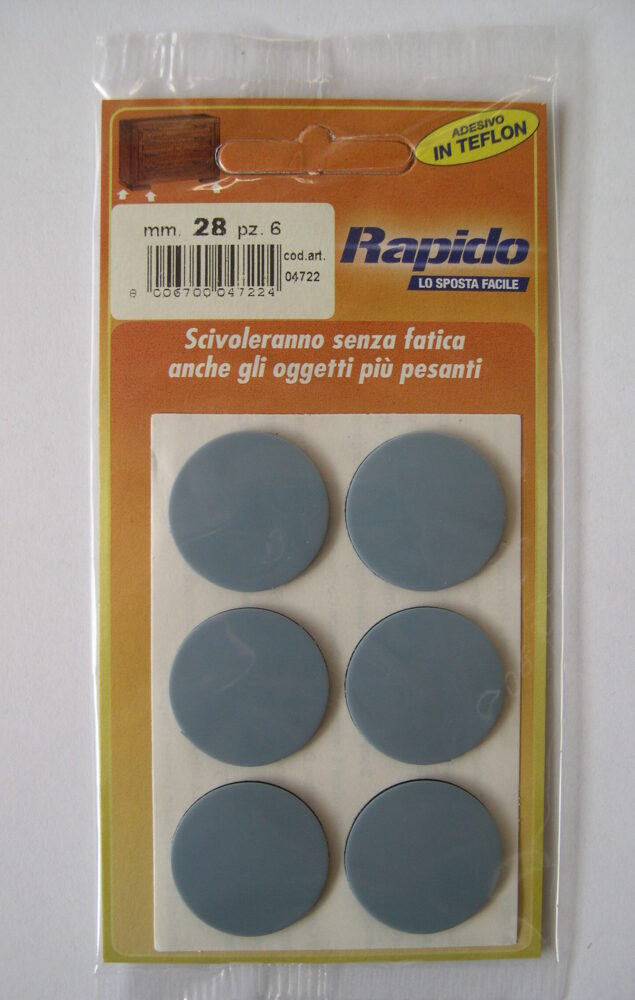 ADESIVO
IN TEFLON
mm. 28 pz. 6
cod.art.
04722
8 006700 047224
Rapido
LO SPOSTA FACILE
Scivoleranno senza fatica
anche gli oggetti più pesanti